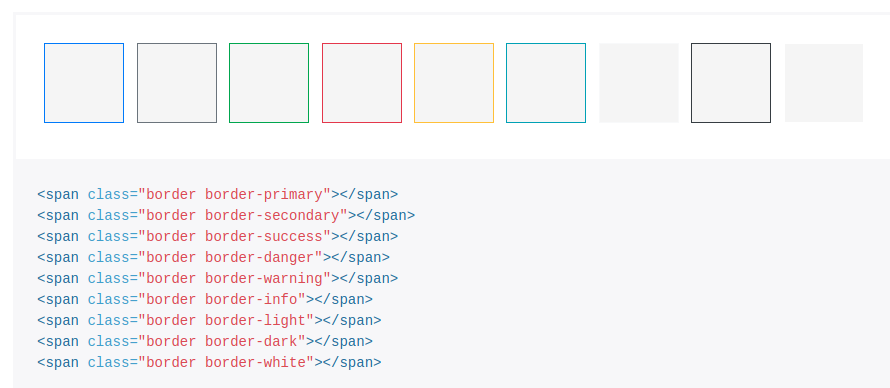 <span class="border border-primary"></span>
<span class="border border-secondary"></span>
<span class="border border-success"></span>
<span class="border border-danger"></span>
<span class="border border-warning"></span>
<span class="border border-info"></span>
<span class="border border-light"></span>
<span class="border border-dark"></span>
<span class="border border-white"></span>